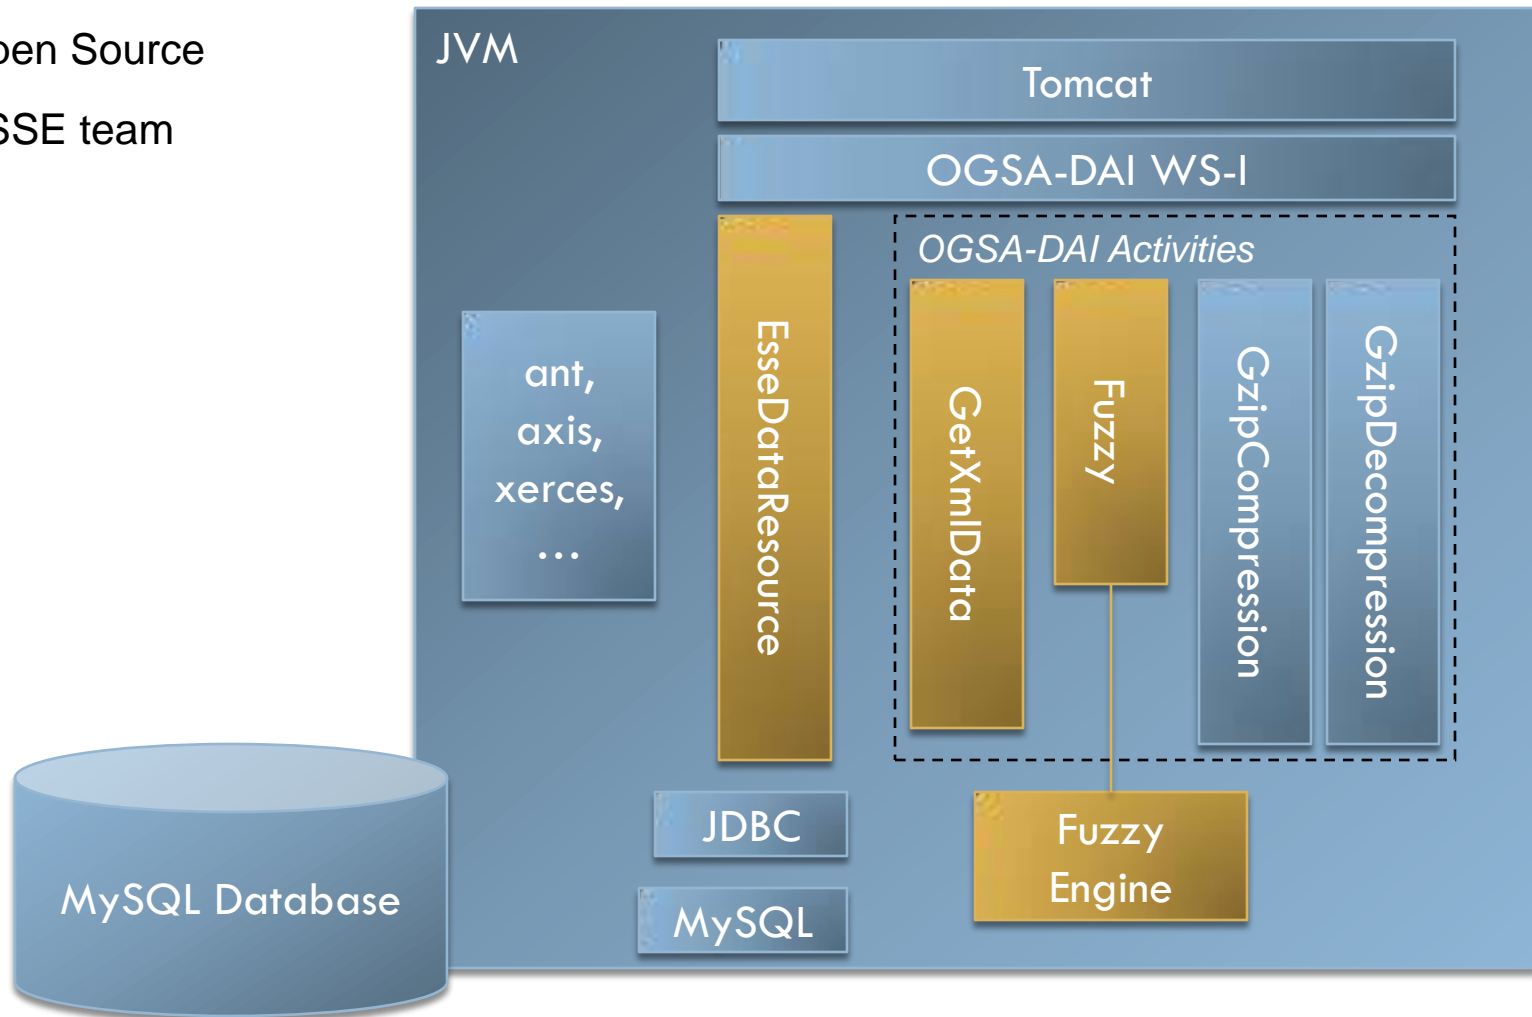 pen Source
SSE team
JVM
Tomcat
OGSA-DAI WS-I
OGSA-DAI Activities
ant,
axis,
xerces,
...
EsseDataResource
GetXmlData
Fuzzy
GzipCompression
GzipDecompression
JDBC
MySQL
Fuzzy
Engine
MySQL Database